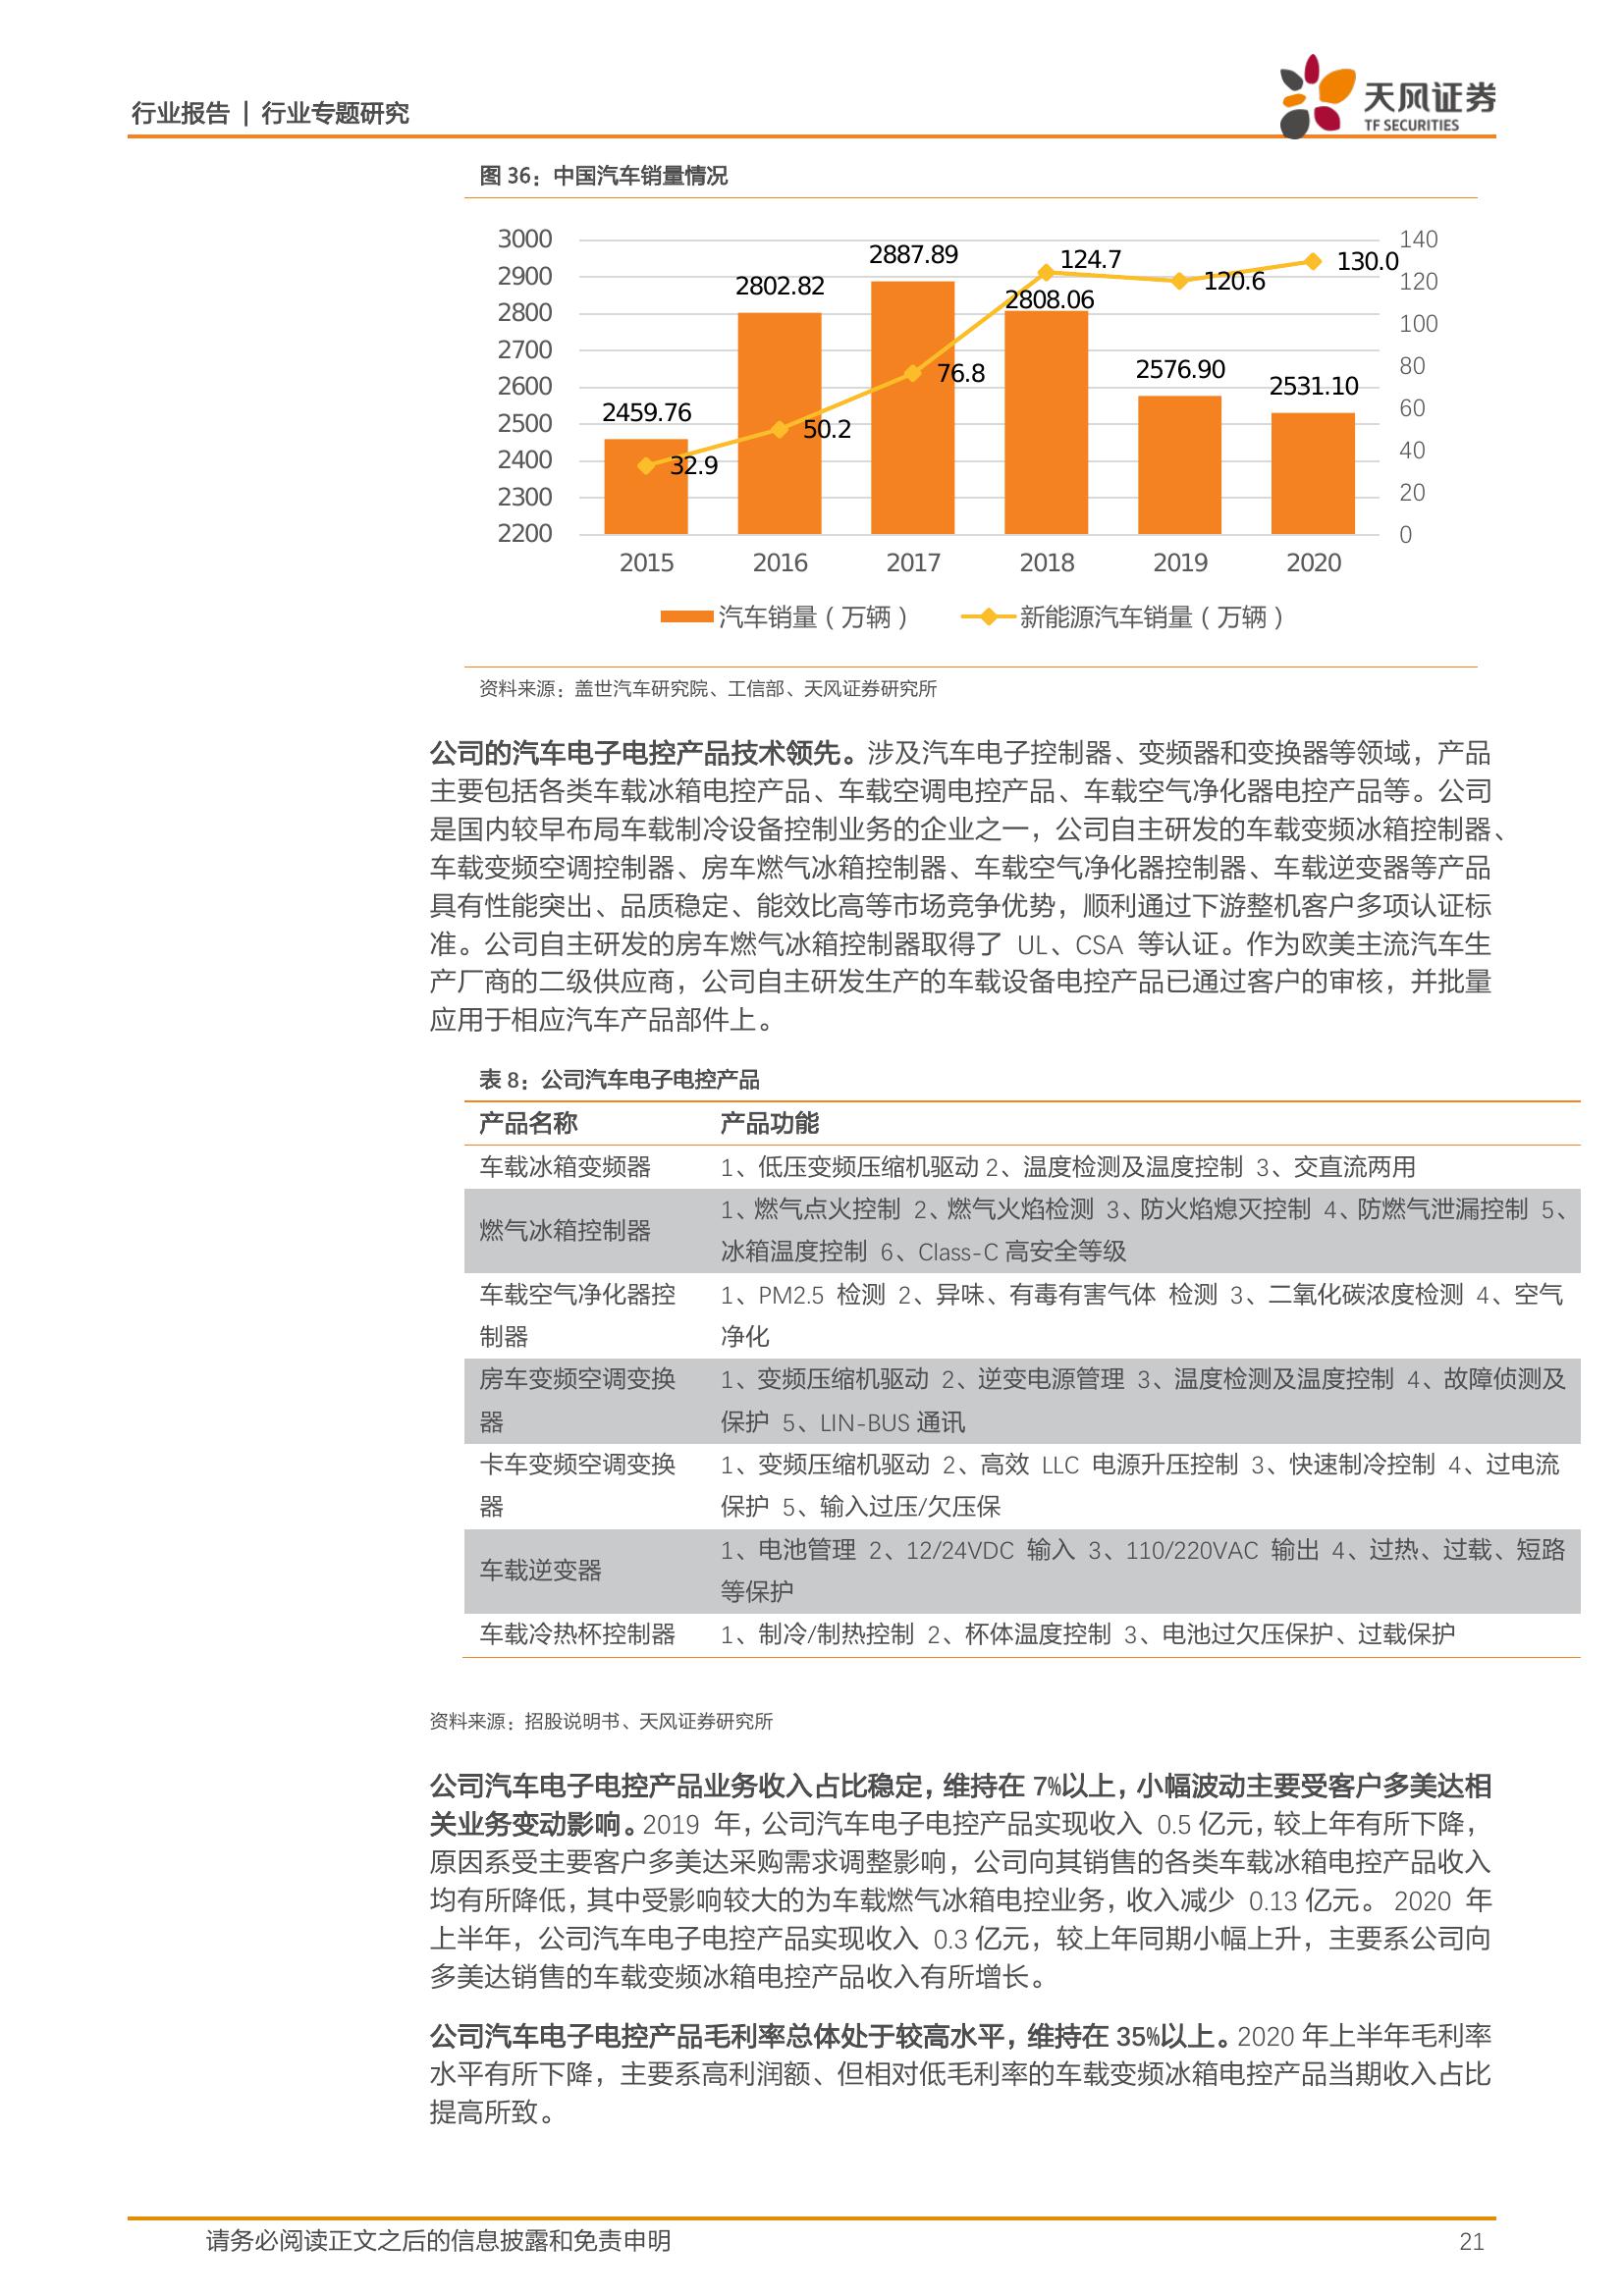 行业报告 | 行业专题研究
天风证券
TF SECURITIES
图 36：中国汽车销量情况
3000
2900
2800
2700
2600
2500
2400
2300
2200
140
120
100
80
60
40
20
0
2459.76
2802.82
2887.89
2808.06
2576.90
2531.10
32.9
50.2
76.8
124.7
120.6
130.0
2015 2016 2017 2018 2019 2020
汽车销量（万辆） 新能源汽车销量（万辆）
资料来源：盖世汽车研究院、工信部、天风证券研究所
公司的汽车电子电控产品技术领先。涉及汽车电子控制器、变频器和变换器等领域，产品
主要包括各类车载冰箱电控产品、车载空调电控产品、车载空气净化器电控产品等。公司
是国内较早布局车载制冷设备控制业务的企业之一，公司自主研发的车载变频冰箱控制器、
车载变频空调控制器、房车燃气冰箱控制器、车载空气净化器控制器、车载逆变器等产品
具有性能突出、品质稳定、能效比高等市场竞争优势，顺利通过下游整机客户多项认证标
准。公司自主研发的房车燃气冰箱控制器取得了 UL、CSA 等认证。作为欧美主流汽车生
产厂商的二级供应商，公司自主研发生产的车载设备电控产品已通过客户的审核，并批量
应用于相应汽车产品部件上。
表 8：公司汽车电子电控产品
产品名称 产品功能
车载冰箱变频器 1、低压变频压缩机驱动 2、温度检测及温度控制 3、交直流两用
燃气冰箱控制器 1、燃气点火控制 2、燃气火焰检测 3、防火焰熄灭控制 4、防燃气泄漏控制 5、
冰箱温度控制 6、Class-C 高安全等级
车载空气净化器控 1、PM2.5 检测 2、异味、有毒有害气体 检测 3、二氧化碳浓度检测 4、空气
制器 净化
房车变频空调变换 1、变频压缩机驱动 2、逆变电源管理 3、温度检测及温度控制 4、故障侦测及
器 保护 5、LIN-BUS 通讯
卡车变频空调变换 1、变频压缩机驱动 2、高效 LLC 电源升压控制 3、快速制冷控制 4、过电流
器 保护 5、输入过压/欠压保
车载逆变器 1、电池管理 2、12/24VDC 输入 3、110/220VAC 输出 4、过热、过载、短路
等保护
车载冷热杯控制器 1、制冷/制热控制 2、杯体温度控制 3、电池过欠压保护、过载保护
资料来源：招股说明书、天风证券研究所
公司汽车电子电控产品业务收入占比稳定，维持在 7%以上，小幅波动主要受客户多美达相
关业务变动影响。2019 年，公司汽车电子电控产品实现收入 0.5 亿元，较上年有所下降，
原因系受主要客户多美达采购需求调整影响，公司向其销售的各类车载冰箱电控产品收入
均有所降低，其中受影响较大的为车载燃气冰箱电控业务，收入减少 0.13 亿元。 2020 年
上半年，公司汽车电子电控产品实现收入 0.3 亿元，较上年同期小幅上升，主要系公司向
多美达销售的车载变频冰箱电控产品收入有所增长。
公司汽车电子电控产品毛利率总体处于较高水平，维持在 35%以上。2020 年上半年毛利率
水平有所下降，主要系高利润额、但相对低毛利率的车载变频冰箱电控产品当期收入占比
提高所致。
请务必阅读正文之后的信息披露和免责申明 21